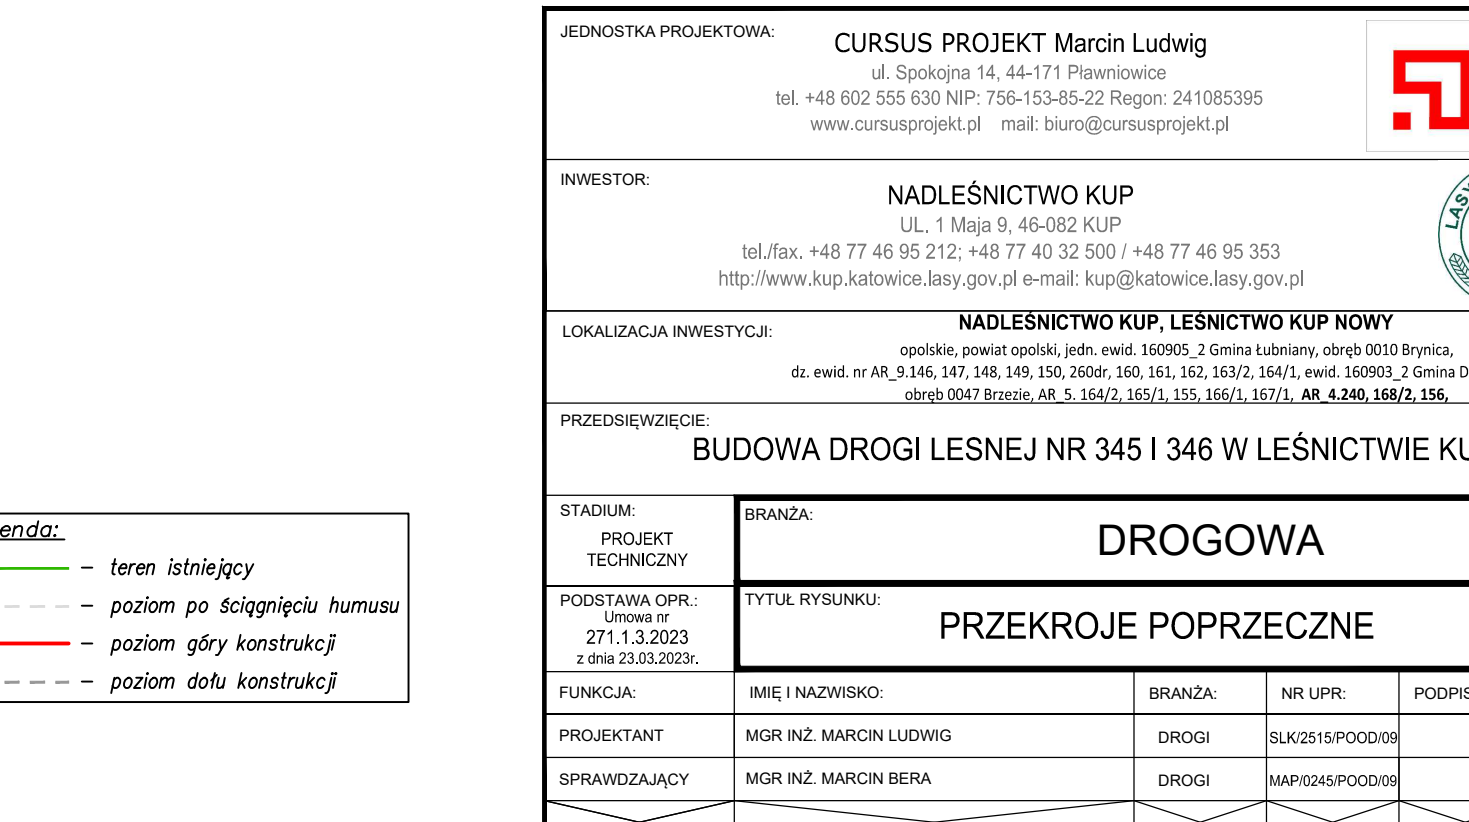 JEDNOSTKA PROJEKTOWA:
CURSUS PROJEKT Marcin Ludwig
ul. Spokojna 14, 44-171 Pławniowice
tel. +48 602 555 630 NIP: 756-153-85-22 Regon: 241085395
www.cursusprojekt.pl mail: biuro@cursusprojekt.pl
INWESTOR:
NADLEŚNICTWO KUP
UL. 1 Maja 9, 46-082 KUP
tel./fax. +48 77 46 95 212; +48 77 40 32 500 / +48 77 46 95 353
http://www.kup.katowice.lasy.gov.pl e-mail: kup@katowice.lasy.gov.pl
LAS
LOKALIZACJA INWESTYCJI:
NADLEŚNICTWO KUP, LEŚNICTWO KUP NOWY
opolskie, powiat opolski, jedn. ewid. 160905_2 Gmina Łubniany, obręb 0010 Brynica,
dz. ewid. nr AR_9.146, 147, 148, 149, 150, 260dr, 160, 161, 162, 163/2, 164/1, ewid. 160903_2 Gmina D
obręb 0047 Brzezie, AR_5. 164/2, 165/1, 155, 166/1, 167/1, AR_4.240, 168/2, 156,
PRZEDSIĘWZIĘCIE:
BUDOWA DROGI LESNEJ NR 345 I 346 W LEŚNICTWIE KU
STADIUM:
PROJEKT
TECHNICZNY
BRANŻA:
DROGOWA
PODSTAWA OPR.:
Umowa nr
271.1.3.2023
z dnia 23.03.2023r.
TYTUŁ RYSUNKU:
PRZEKROJE POPRZECZNE
FUNKCJA: IMIĘ I NAZWISKO: BRANŻA: NR UPR: PODPIS
PROJEKTANT MGR INŻ. MARCIN LUDWIG DROGI SLK/2515/POOD/09
SPRAWDZAJĄCY MGR INŻ. MARCIN BERA DROGI MAP/0245/POOD/09
enda:
– teren istniejący
– poziom po ściągnięciu humusu
– poziom góry konstrukcji
– poziom dołu konstrukcji